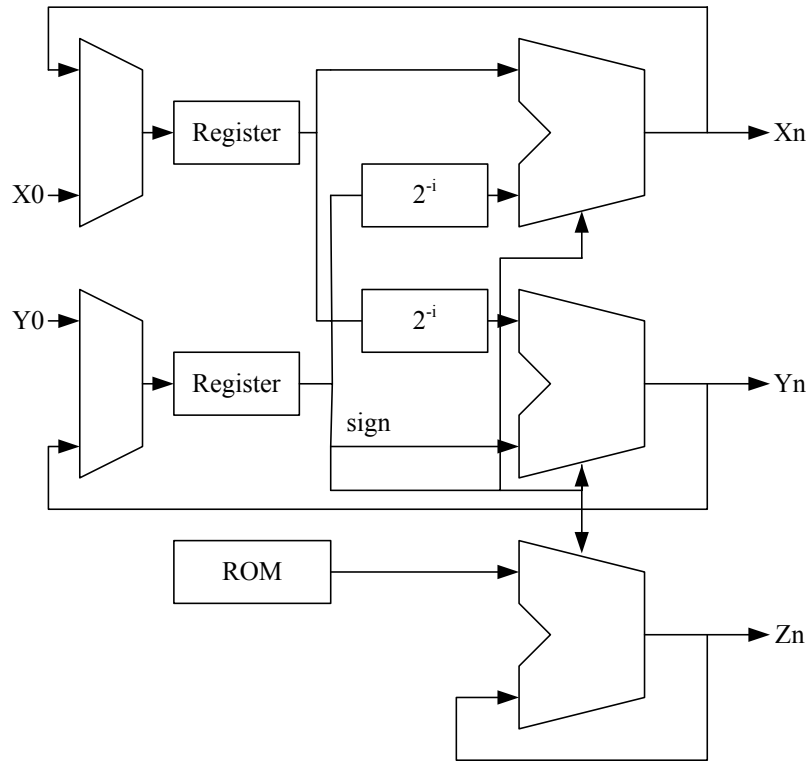 Register
Xn
X0
2⁻ⁱ
Y0
2⁻ⁱ
Register
Yn
sign
ROM
Zn